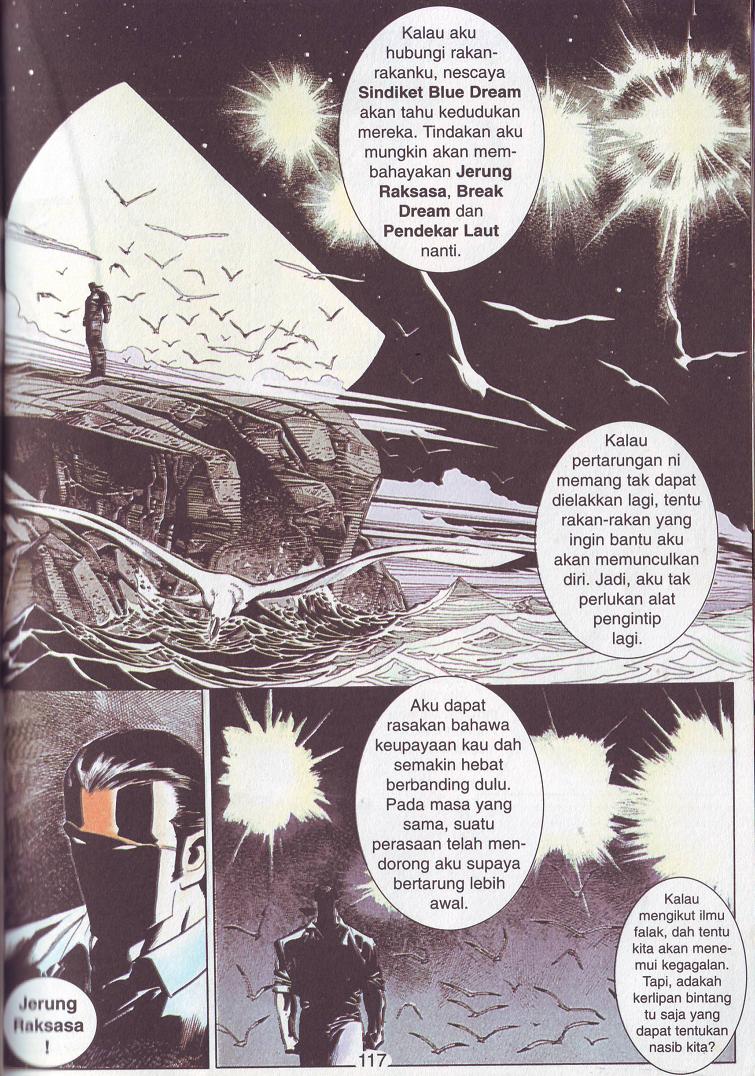 Kalau aku
hubungi rakan-
rakanku, nescaya
Sindiket Blue Dream
akan tahu kedudukan
mereka. Tindakan aku
mungkin akan mem-
bahayakan Jerung
Raksasa, Break
Dream dan
Pendekar Laut
nanti.
Kalau
pertarungan ni
memang tak dapat
dielakkan lagi, tentu
rakan-rakan yang
ingin bantu aku
akan memunculkan
diri. Jadi, aku tak
perlukan alat
pengintip
lagi.
Jerung
Raksasa
!
Aku dapat
rasakan bahawa
keupayaan kau dah
semakin hebat
berbanding dulu.
Pada masa yang
sama, suatu
perasaan telah men-
dorong aku supaya
bertarung lebih
awal.
Kalau
mengikut ilmu
falak, dah tentu
kita akan mene-
mui kegagalan.
Tapi, adakah
kerlipan bintang
tu saja yang
dapat tentukan
nasib kita?
117